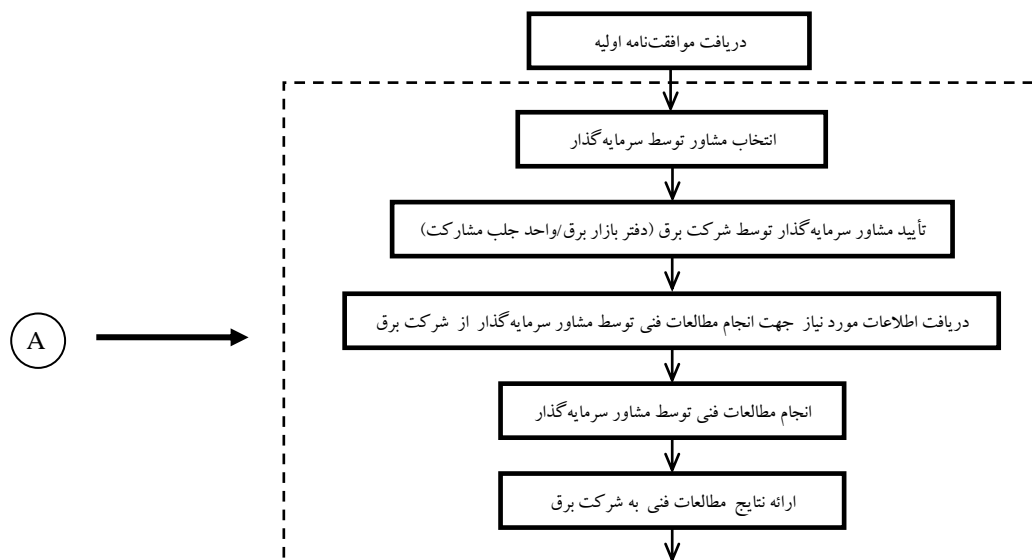 دریافت موافقت‌نامه اولیه
انتخاب مشاور توسط سرمایه‌گذار
تأیید مشاور سرمایه‌گذار توسط شرکت برق (دفتر بازار برق/واحد جلب مشارکت)
دریافت اطلاعات مورد نیاز جهت انجام مطالعات فنی توسط مشاور سرمایه‌گذار از شرکت برق
A
انجام مطالعات فنی توسط مشاور سرمایه‌گذار
ارائه نتایج مطالعات فنی به شرکت برق